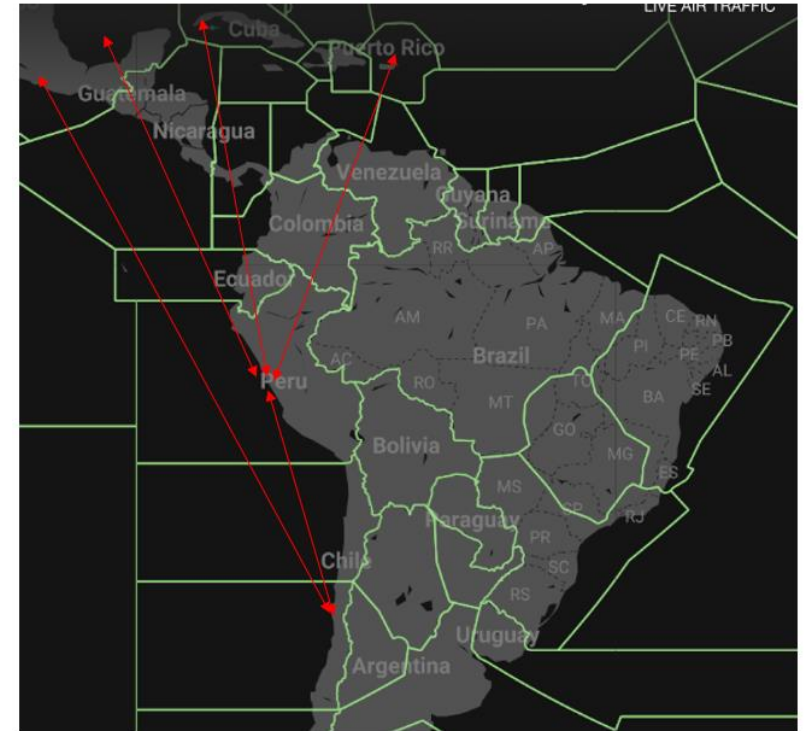 LIVE AIR TRAFFIC
Cuba
Puerto Rico
Guatemala
Nicaragua
Venezuela
Guyana
Suriname
Colombia
RR
AP
Ecuador
AM
PA
MA
CE
RN
PB
PI
PE
AL
Brazil
AC
Peru
RO
TO
SE
MT
BA
GO
Bolivia
MG
ES
MS
SP
RJ
Paraguay
PR
Chile
SC
RS
Uruguay
Argentina